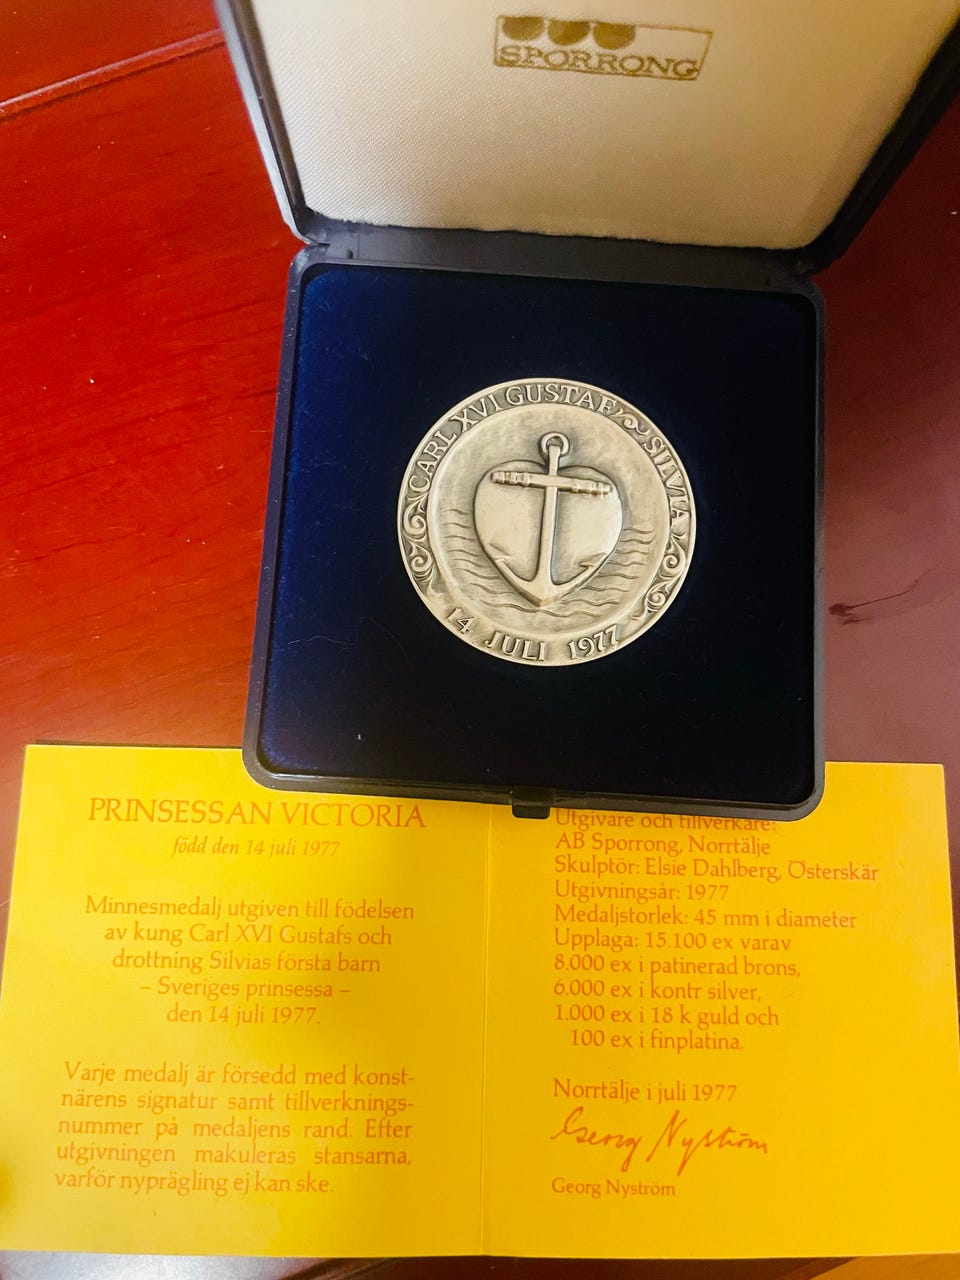 SPORRONG
CARL XVI GUSTAF SILVIA
14 JULI 1977
PRINSESSAN VICTORIA
född den 14 juli 1977
Minnesmedalj utgiven till födelsen
av kung Carl XVI Gustafs och
drottning Silvias första barn
– Sveriges prinsessa –
den 14 juli 1977.
Varje medalj är försedd med konst-
närens signatur samt tillverknings-
nummer på medaljens rand. Efter
utgivningen makuleras stansarna,
varför nyprägling ej kan ske.
Utgivare och tillverkare:
AB Sporrong, Norrtälje
Skulptör: Elsie Dahlberg, Österskär
Utgivningsår: 1977
Medaljstorlek: 45 mm i diameter
Upplaga: 15.100 ex varav
8.000 ex i patinerad brons,
6.000 ex i kontr silver,
1.000 ex i 18 k guld och
100 ex i finplatina.
Norrtälje i juli 1977
Georg Nyström
Georg Nyström